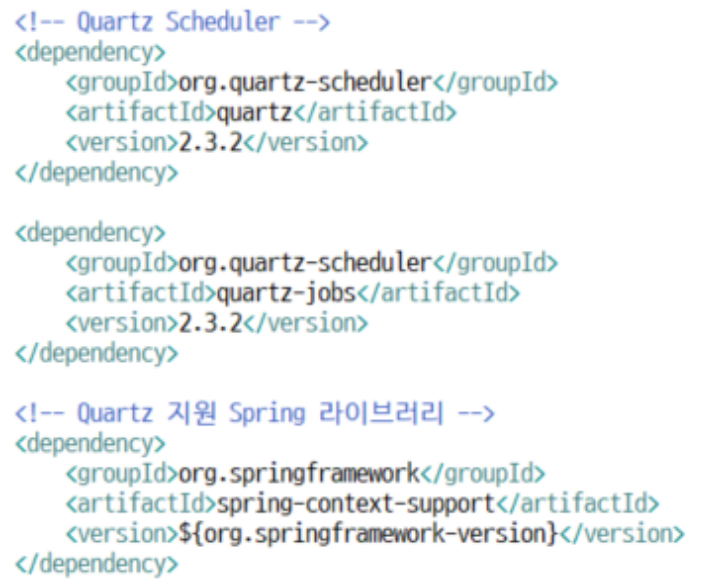 <!-- Quartz Scheduler -->
<dependency>
    <groupId>org.quartz-scheduler</groupId>
    <artifactId>quartz</artifactId>
    <version>2.3.2</version>
</dependency>

<dependency>
    <groupId>org.quartz-scheduler</groupId>
    <artifactId>quartz-jobs</artifactId>
    <version>2.3.2</version>
</dependency>

<!-- Quartz 지원 Spring 라이브러리 -->
<dependency>
    <groupId>org.springframework</groupId>
    <artifactId>spring-context-support</artifactId>
    <version>${org.springframework-version}</version>
</dependency>